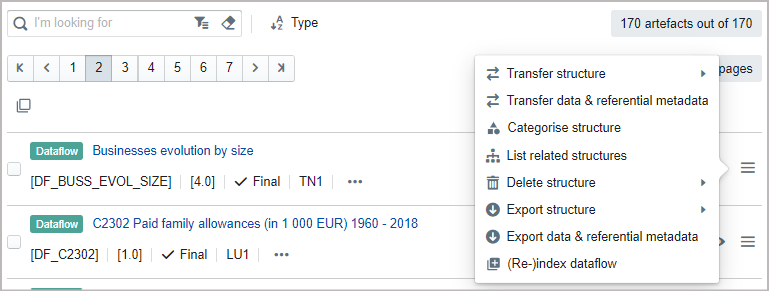 I'm looking for
Type
170 artefacts out of 170
1 2 3 4 5 6 7
pages
Dataflow Businesses evolution by size
[DF_BUSS_EVOL_SIZE] [4.0] Final TN1
Dataflow C2302 Paid family allowances (in 1 000 EUR) 1960 - 2018
[DF_C2302] [1.0] Final LU1
Transfer structure
Transfer data & referential metadata
Categorise structure
List related structures
Delete structure
Export structure
Export data & referential metadata
(Re-)index dataflow